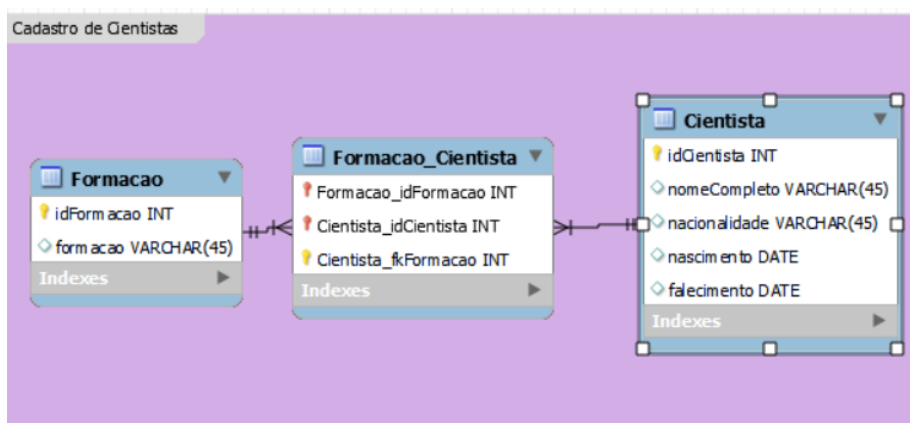 Cadastro de Cientistas
Formacao
idFormacao INT
formacao VARCHAR(45)
Indexes
Formacao_Cientista
Formacao_idFormacao INT
Cientista_idCientista INT
Cientista_fkFormacao INT
Indexes
Cientista
idCientista INT
nomeCompleto VARCHAR(45)
nacionalidade VARCHAR(45)
nascimento DATE
falecimento DATE
Indexes